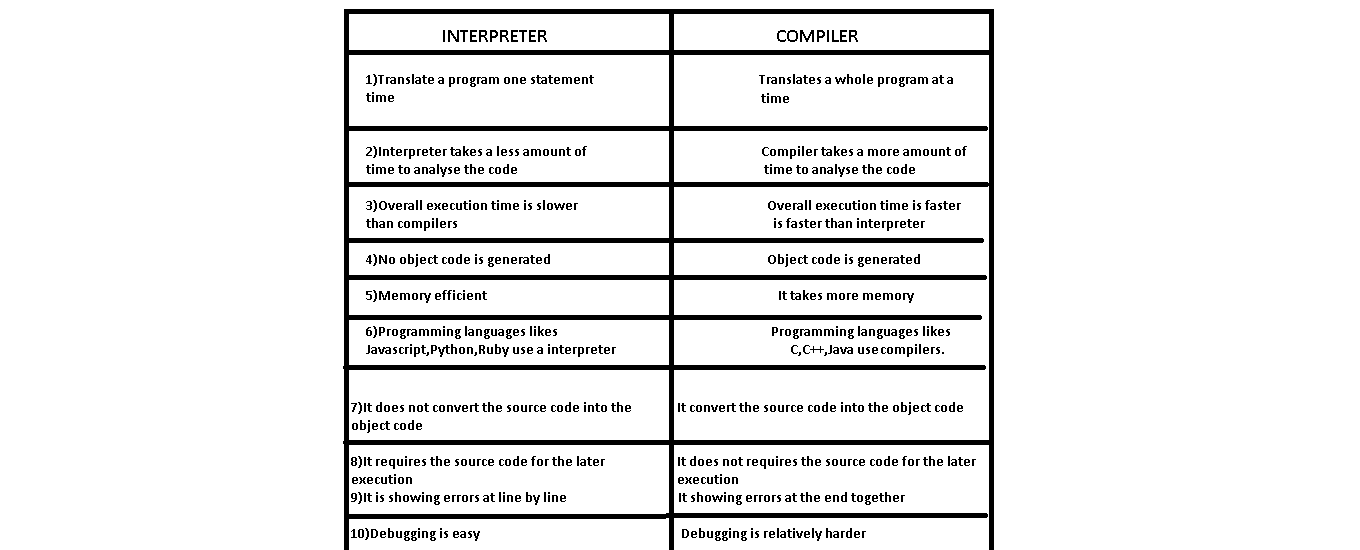 INTERPRETER
COMPILER
1)Translate a program one statement
time
Translates a whole program at a
time
2)Interpreter takes a less amount of
time to analyse the code
Compiler takes a more amount of
time to analyse the code
3)Overall execution time is slower
than compilers
Overall execution time is faster
is faster than interpreter
4)No object code is generated
Object code is generated
5)Memory efficient
It takes more memory
6)Programming languages likes
Javascript,Python,Ruby use a interpreter
Programming languages likes
C,C++,Java usecompilers.
7)It does not convert the source code into the
object code
It convert the source code into the object code
8)It requires the source code for the later
execution
It does not requires the source code for the later
execution
9)It is showing errors at line by line
It showing errors at the end together
10)Debugging is easy
Debugging is relatively harder